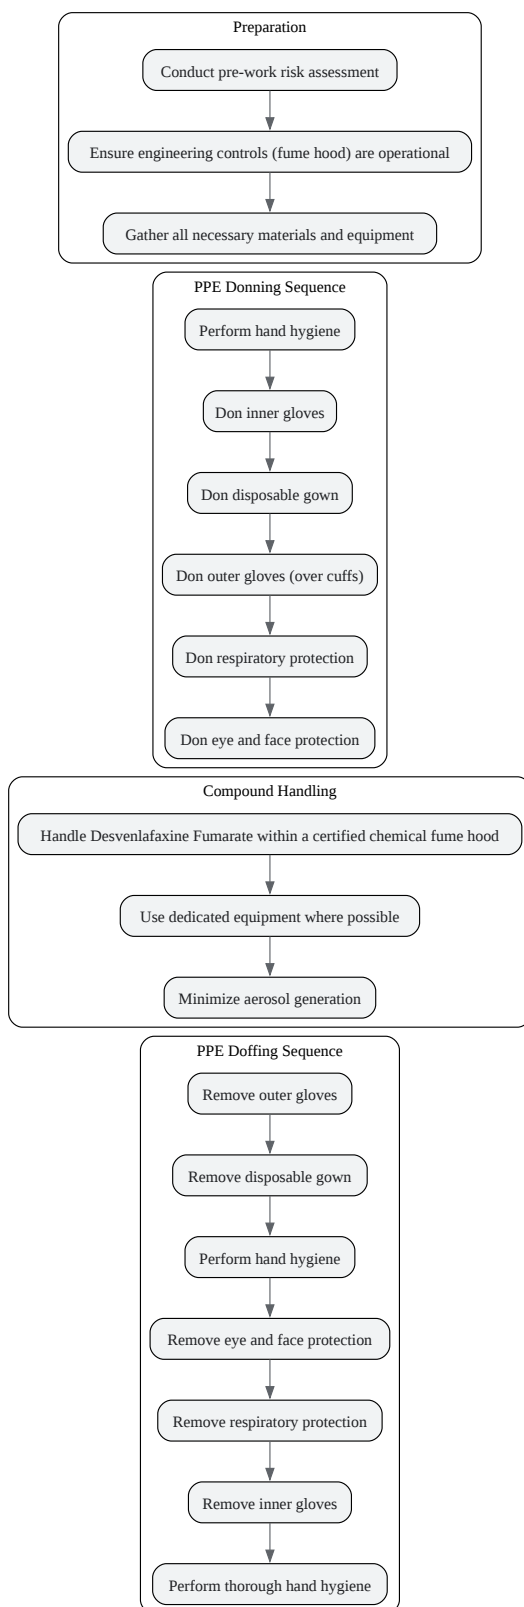 Preparation
Conduct pre-work risk assessment
Ensure engineering controls (fume hood) are operational
Gather all necessary materials and equipment
PPE Donning Sequence
Perform hand hygiene
Don inner gloves
Don disposable gown
Don outer gloves (over cuffs)
Don respiratory protection
Don eye and face protection
Compound Handling
Handle Desvenlafaxine Fumarate within a certified chemical fume hood
Use dedicated equipment where possible
Minimize aerosol generation
PPE Doffing Sequence
Remove outer gloves
Remove disposable gown
Perform hand hygiene
Remove eye and face protection
Remove respiratory protection
Remove inner gloves
Perform thorough hand hygiene